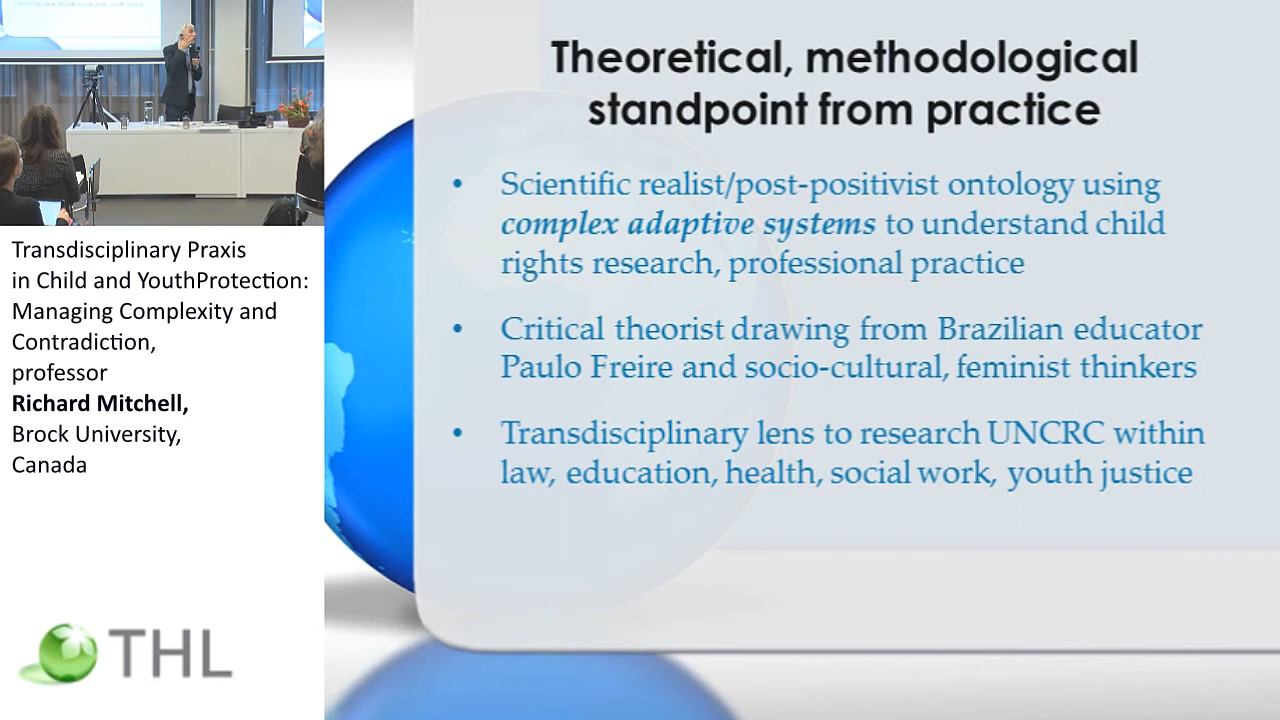 Theoretical, methodological
standpoint from practice
• Scientific realist/post-positivist ontology using
complex adaptive systems to understand child
rights research, professional practice
• Critical theorist drawing from Brazilian educator
Paulo Freire and socio-cultural, feminist thinkers
• Transdisciplinary lens to research UNCRC within
law, education, health, social work, youth justice
Transdisciplinary Praxis
in Child and YouthProtection:
Managing Complexity and
Contradiction,
professor
Richard Mitchell,
Brock University,
Canada
THL